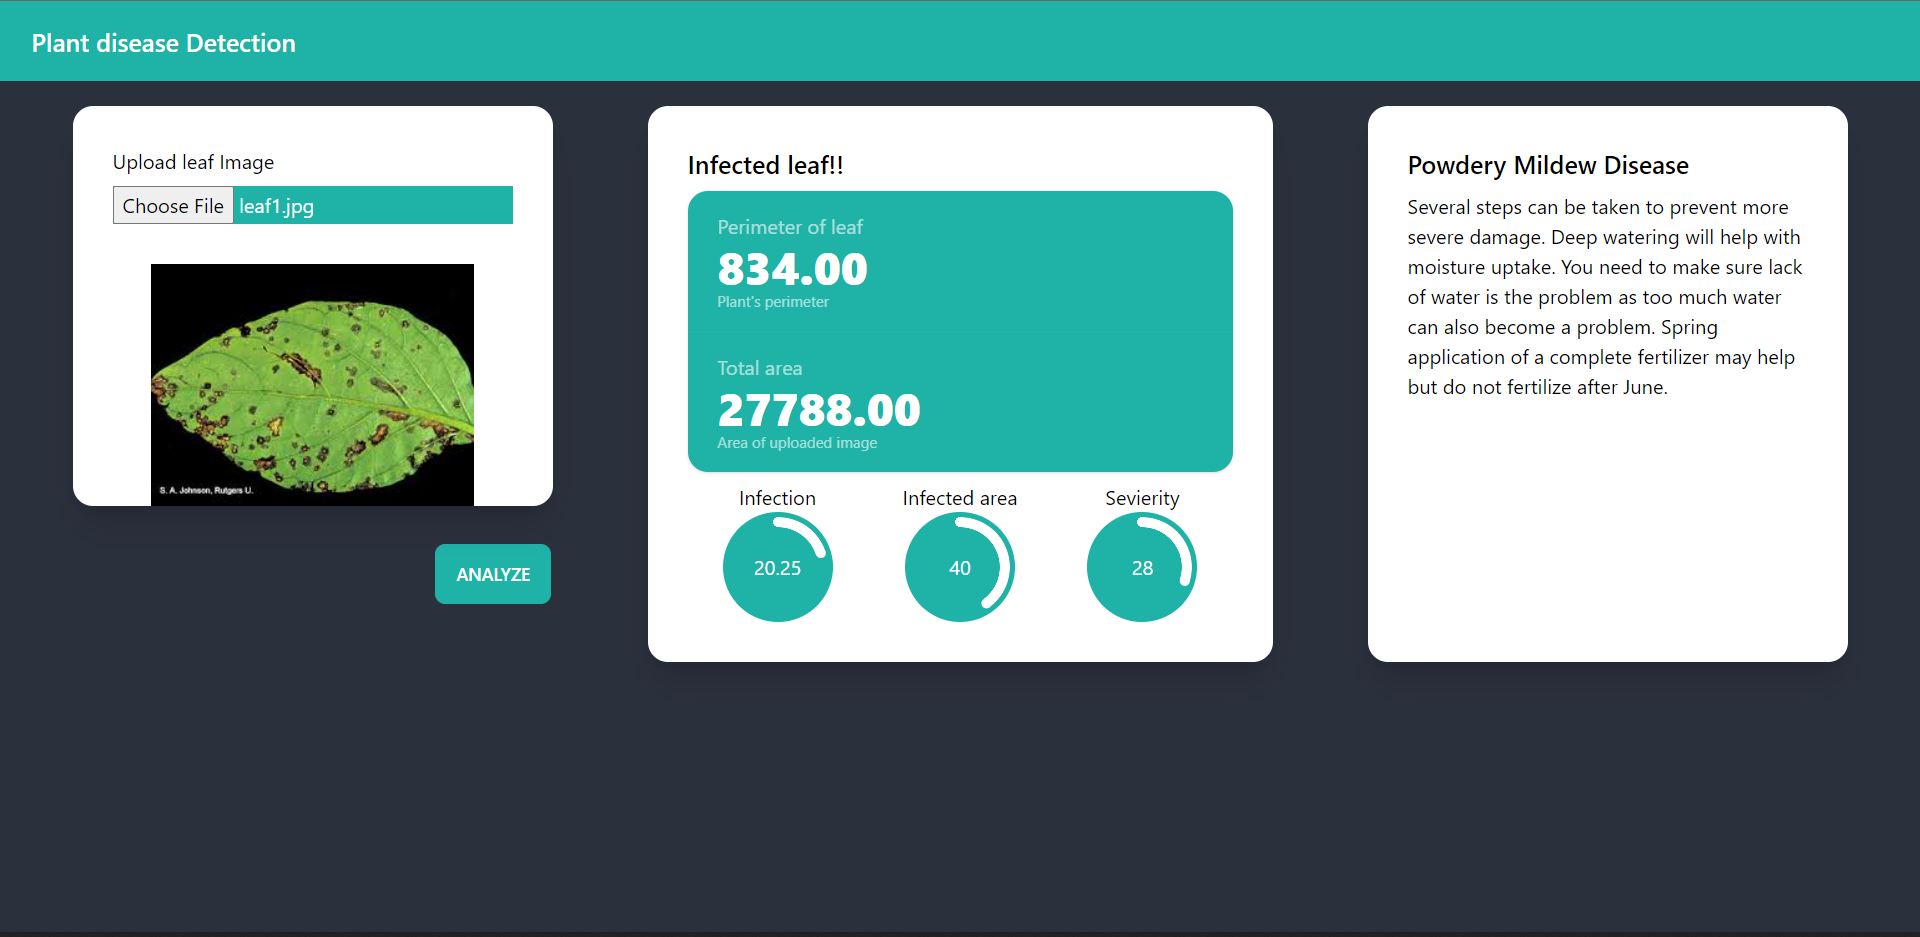 Plant disease Detection
Upload leaf Image
Choose File leaf1.jpg
S. A. Johnson, Rutgers U.
ANALYZE
Infected leaf!!
Perimeter of leaf
834.00
Plant's perimeter
Total area
27788.00
Area of uploaded image
Infection
20.25
Infected area
40
Sevierity
28
Powdery Mildew Disease
Several steps can be taken to prevent more
severe damage. Deep watering will help with
moisture uptake. You need to make sure lack
of water is the problem as too much water
can also become a problem. Spring
application of a complete fertilizer may help
but do not fertilize after June.